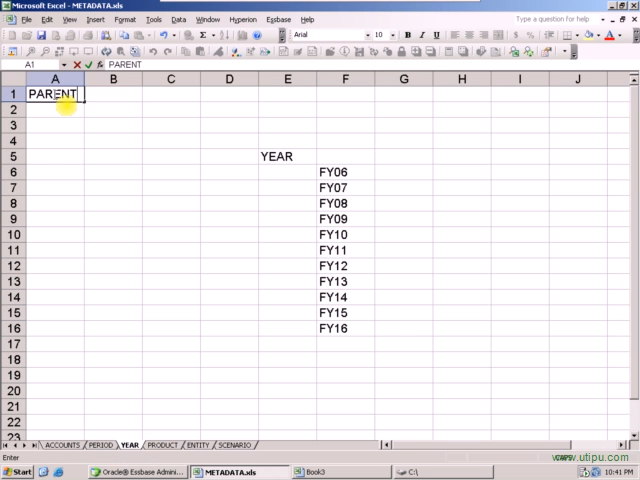 Microsoft Excel - METADATA.xls
File Edit View Insert Format Tools Data Window Hyperion Essbase Help Type a question for help
Arial 10 B I U
A1 PARENT
A B C D E F G H I J
1 PARENT
2
3
4
5 YEAR
6 FY06
7 FY07
8 FY08
9 FY09
10 FY10
11 FY11
12 FY12
13 FY13
14 FY14
15 FY15
16 FY16
17
18
19
20
21
22
23
ACCOUNTS PERIOD YEAR PRODUCT ENTITY SCENARIO
Enter
www.utipu.com
Start Oracle® Essbase Admini... METADATA.xls Book3 C:\ 10:41 PM